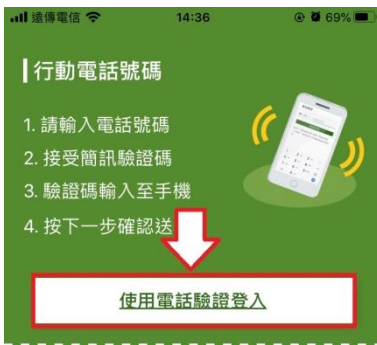 遠傳電信 14:36 69%
行動電話號碼
1. 請輸入電話號碼
2. 接受簡訊驗證碼
3. 驗證碼輸入至手機
4. 按下一步確認送
使用電話驗證登入